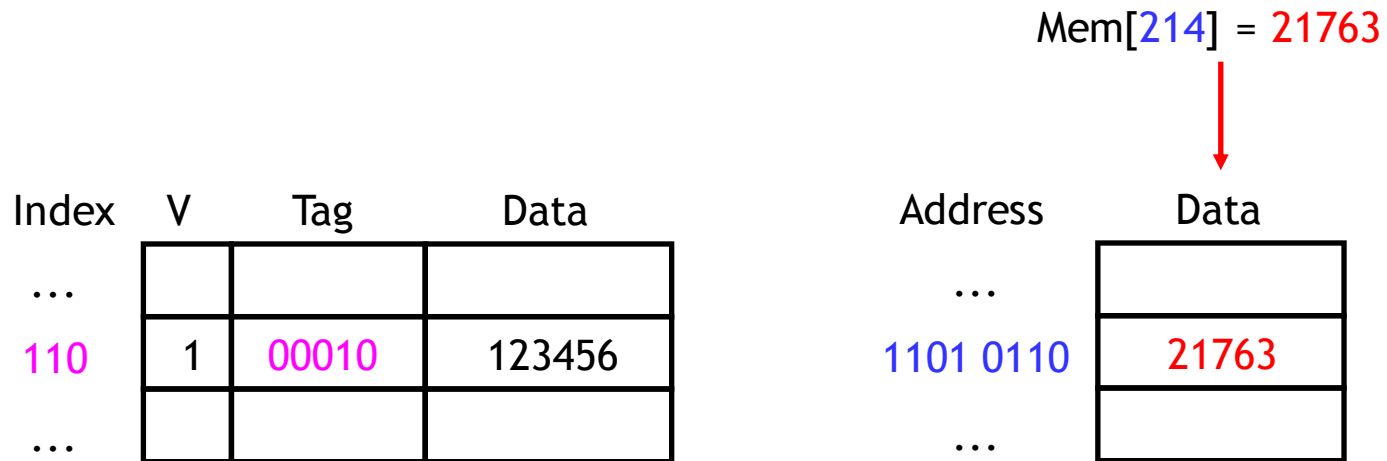 Mem[214] = 21763
Index V Tag Data Address Data
... ...
110 1 00010 123456 1101 0110 21763
... ...